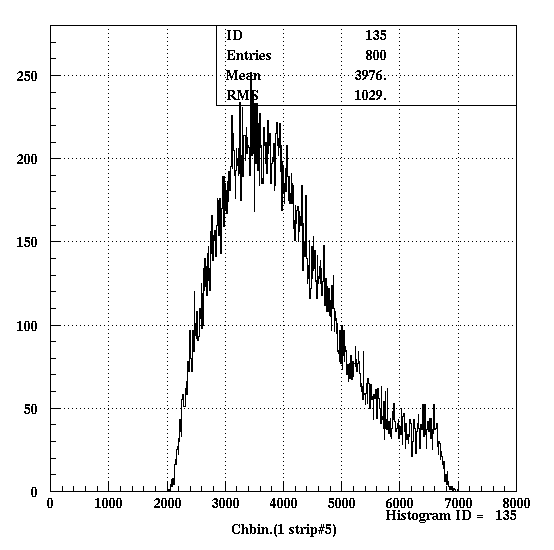 ID 135
Entries 800
Mean 3976.
RMS 1029.
250
200
150
100
50
0
0 1000 2000 3000 4000 5000 6000 7000 8000
Histogram ID = 135
Chbin.(1 strip#5)